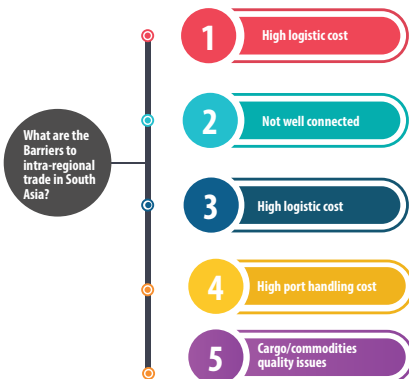 What are the
Barriers to
intra-regional
trade in South
Asia?
1
High logistic cost
2
Not well connected
3
High logistic cost
4
High port handling cost
5
Cargo/commodities
quality issues